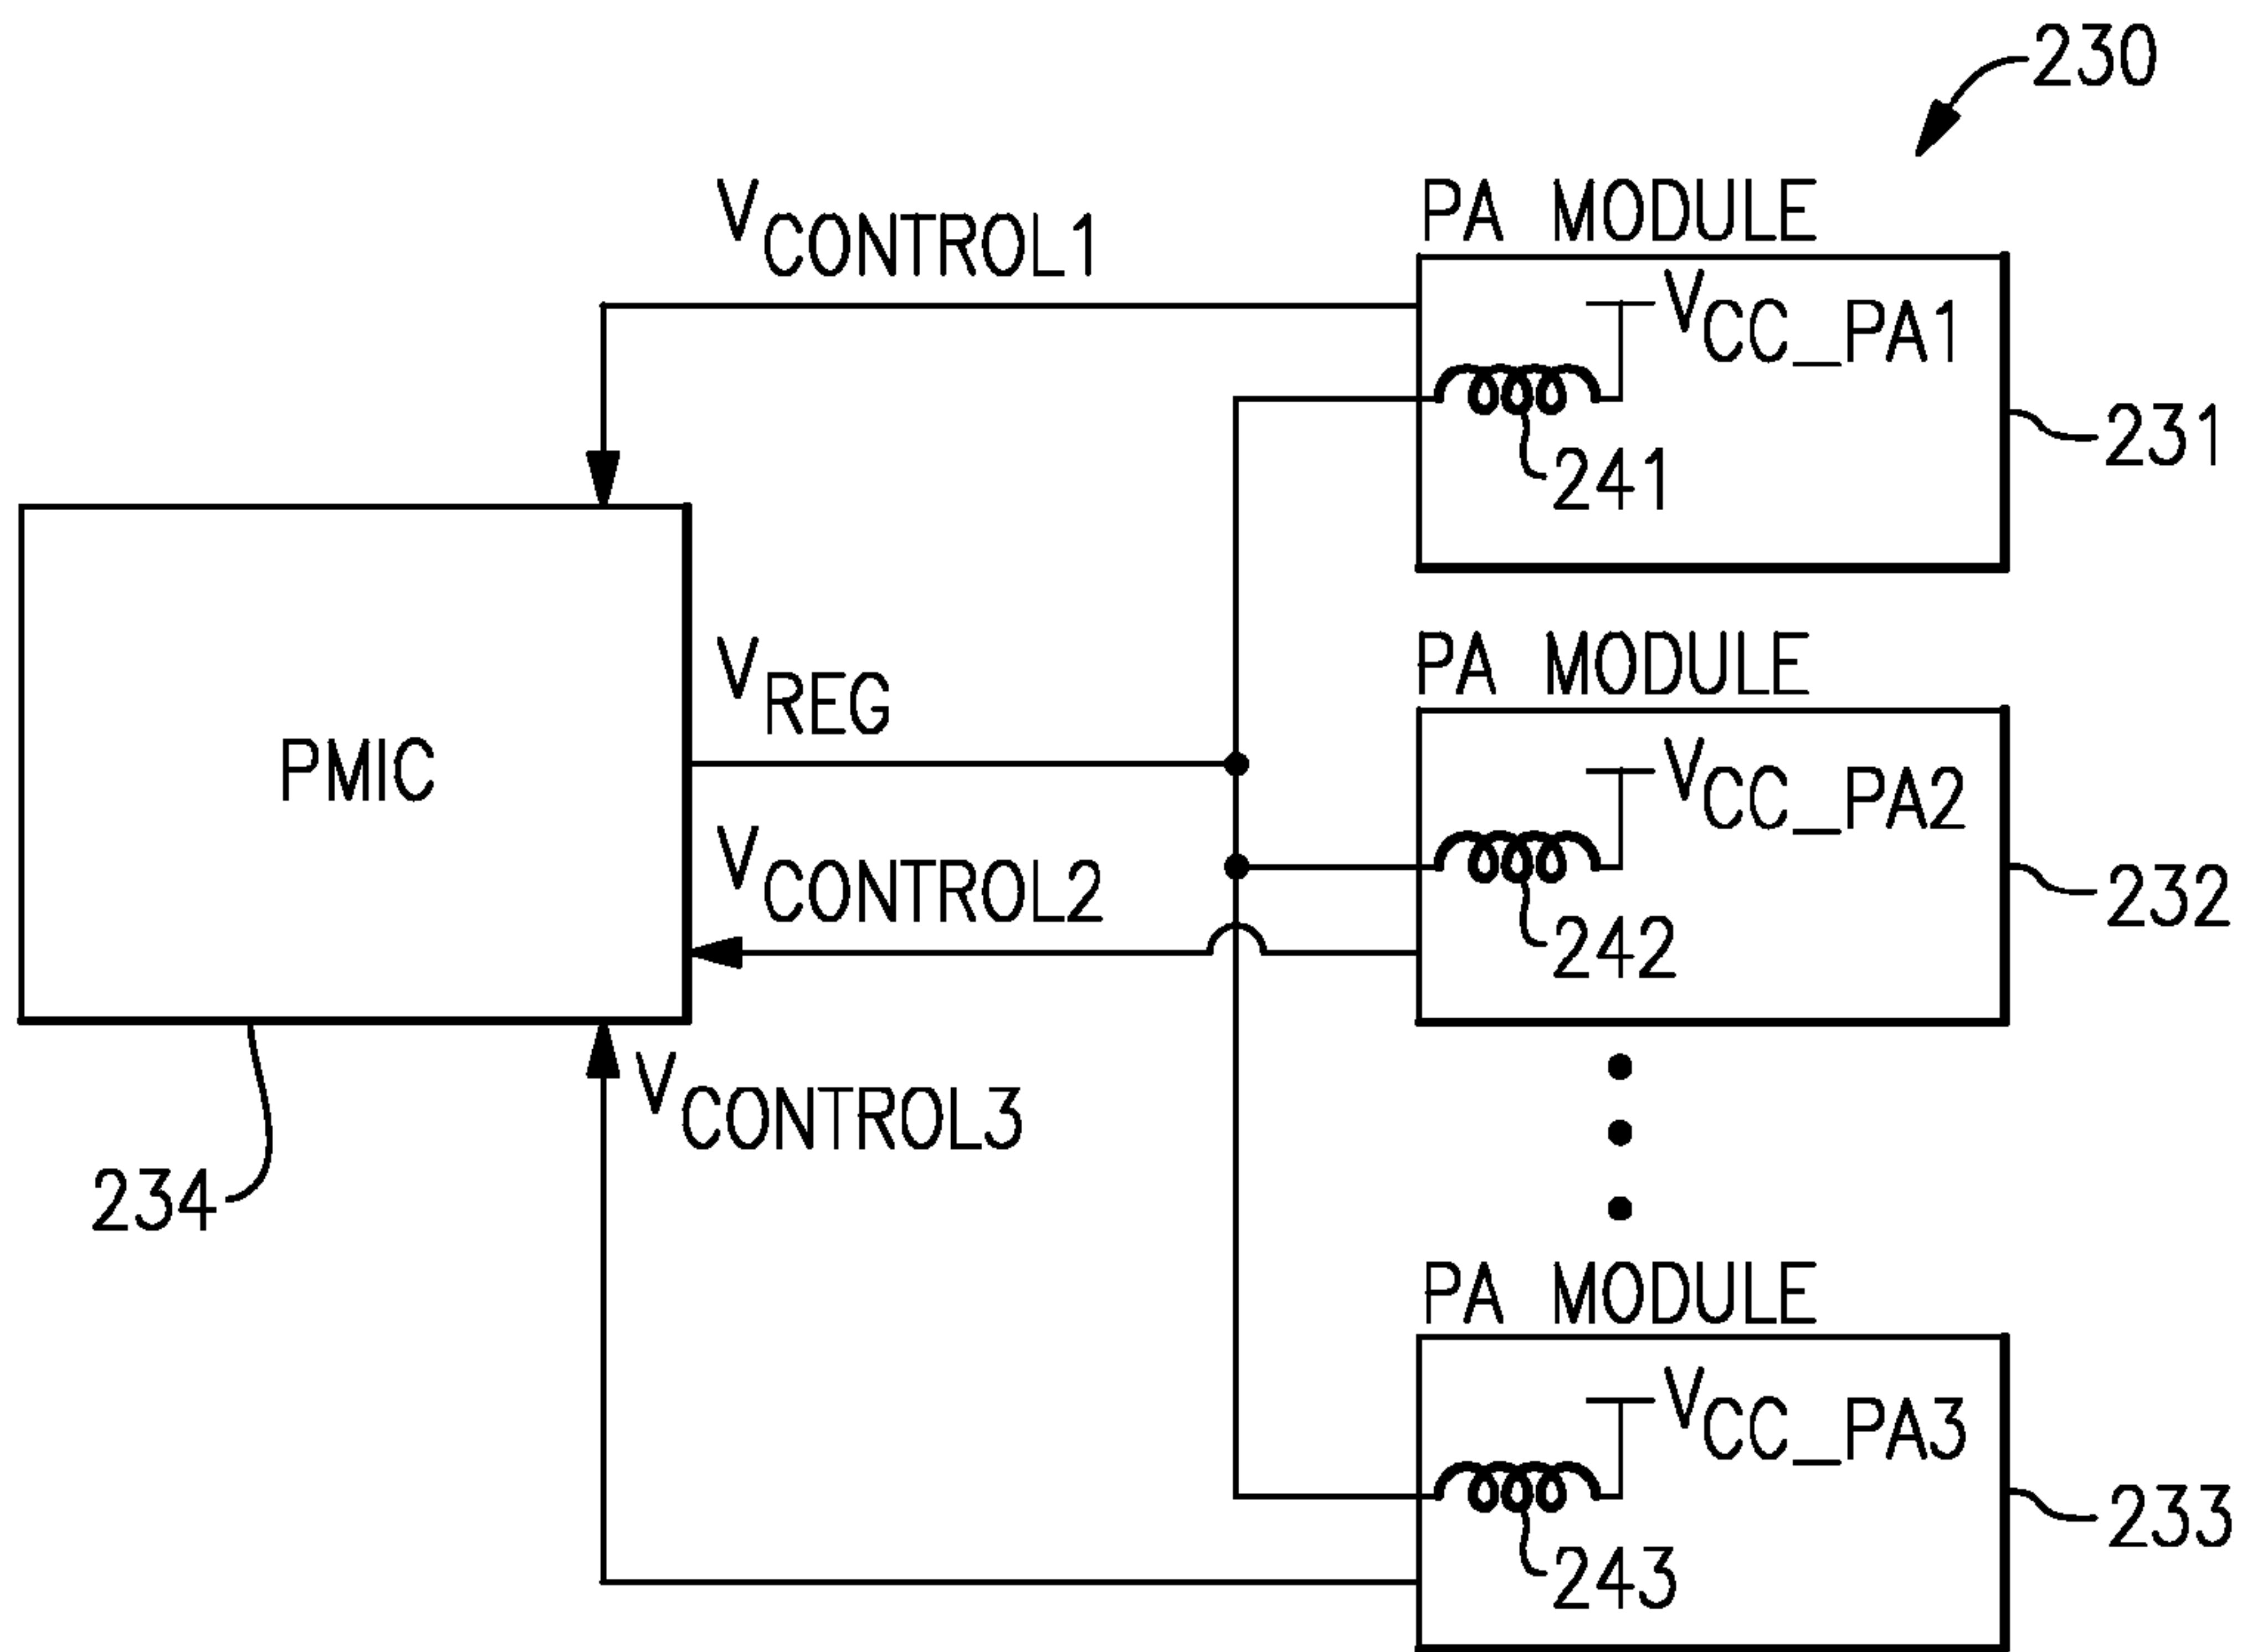 230
PA MODULE
VCONTROL1
VCC_PA1
231
241
PA MODULE
VREG
PMIC
VCC_PA2
VCONTROL2
232
242
VCONTROL3
234
PA MODULE
VCC_PA3
233
243